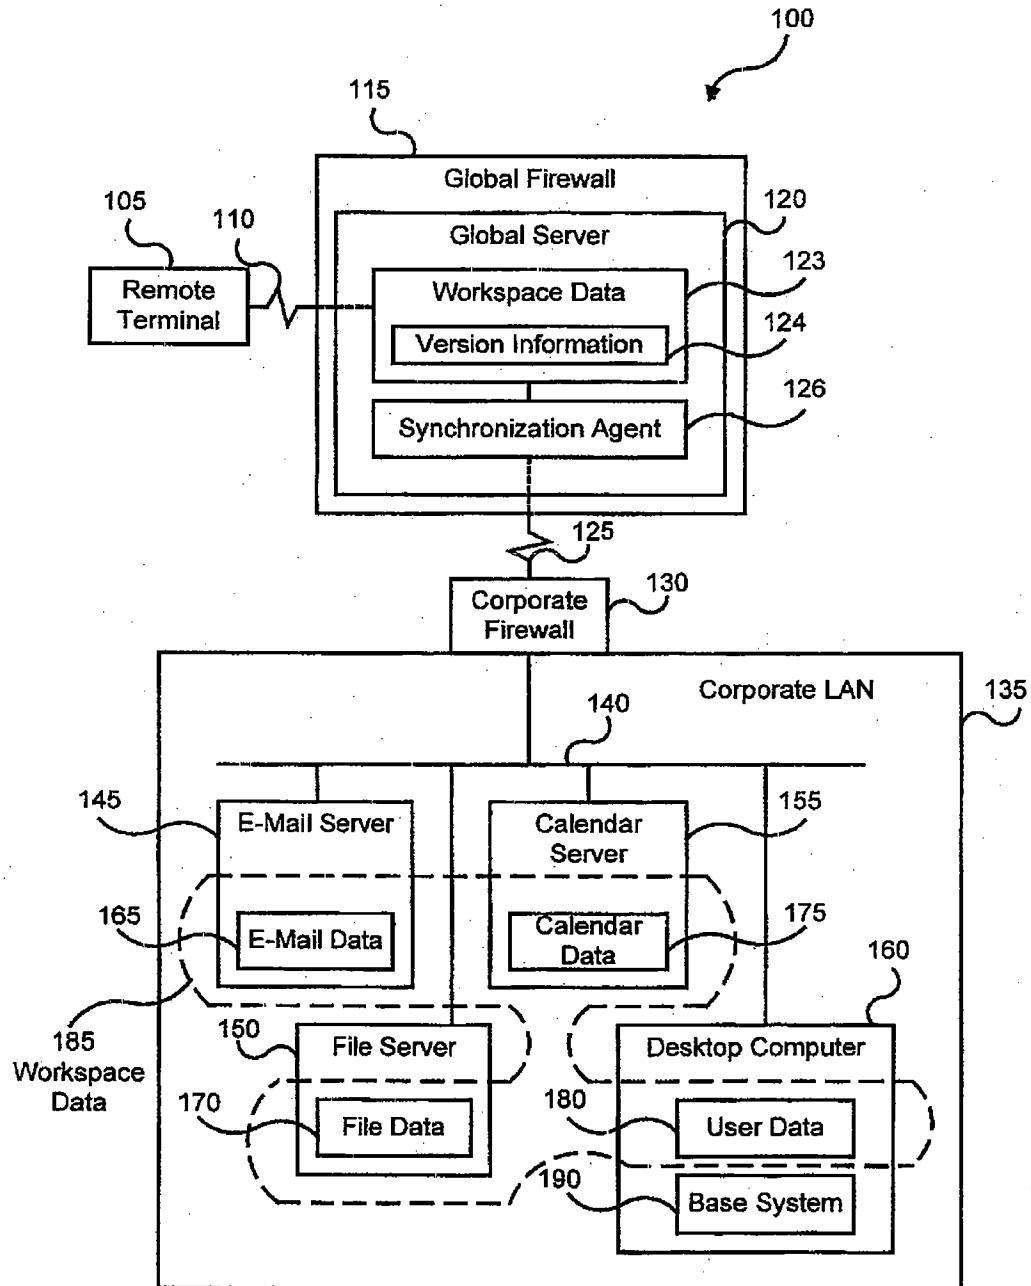 100
115
Global Firewall
105
110
120
Global Server
123
Remote
Terminal
Workspace Data
124
Version Information
126
Synchronization Agent
125
Corporate
Firewall
130
Corporate LAN
135
140
145
E-Mail Server
Calendar
Server
155
165
E-Mail Data
Calendar
Data
175
160
185
Workspace
Data
150
File Server
Desktop Computer
170
File Data
180
User Data
190
Base System